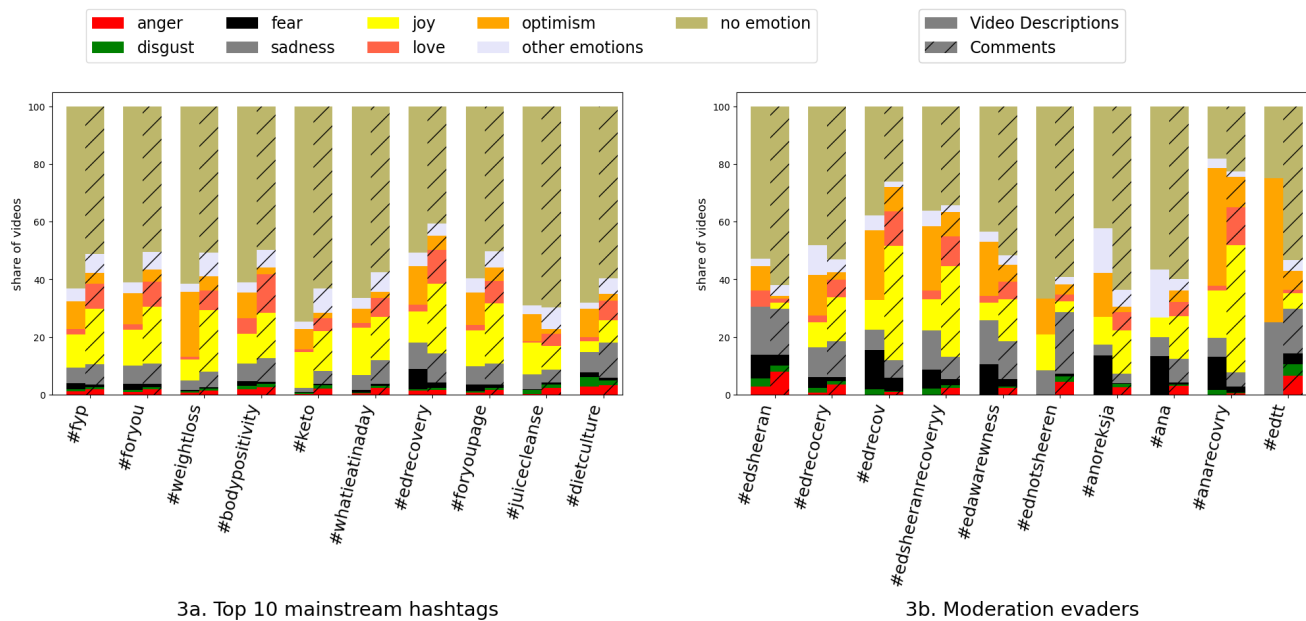 anger fear joy optimism no emotion
disgust sadness love other emotions
Video Descriptions
Comments
share of videos
100
80
60
40
20
0
#fyp
#foryou
#weightloss
#bodypositivity
#keto
#whatieatinaday
#edrecovery
#foryoupage
#juicecleanse
#dietculture
3a. Top 10 mainstream hashtags
share of videos
100
80
60
40
20
0
#edsheeran
#edrecocery
#edrecov
#edsheeranrecoveryy
#edawarewness
#ednotsheeren
#anoreksja
#ana
#anarecovry
#edtt
3b. Moderation evaders